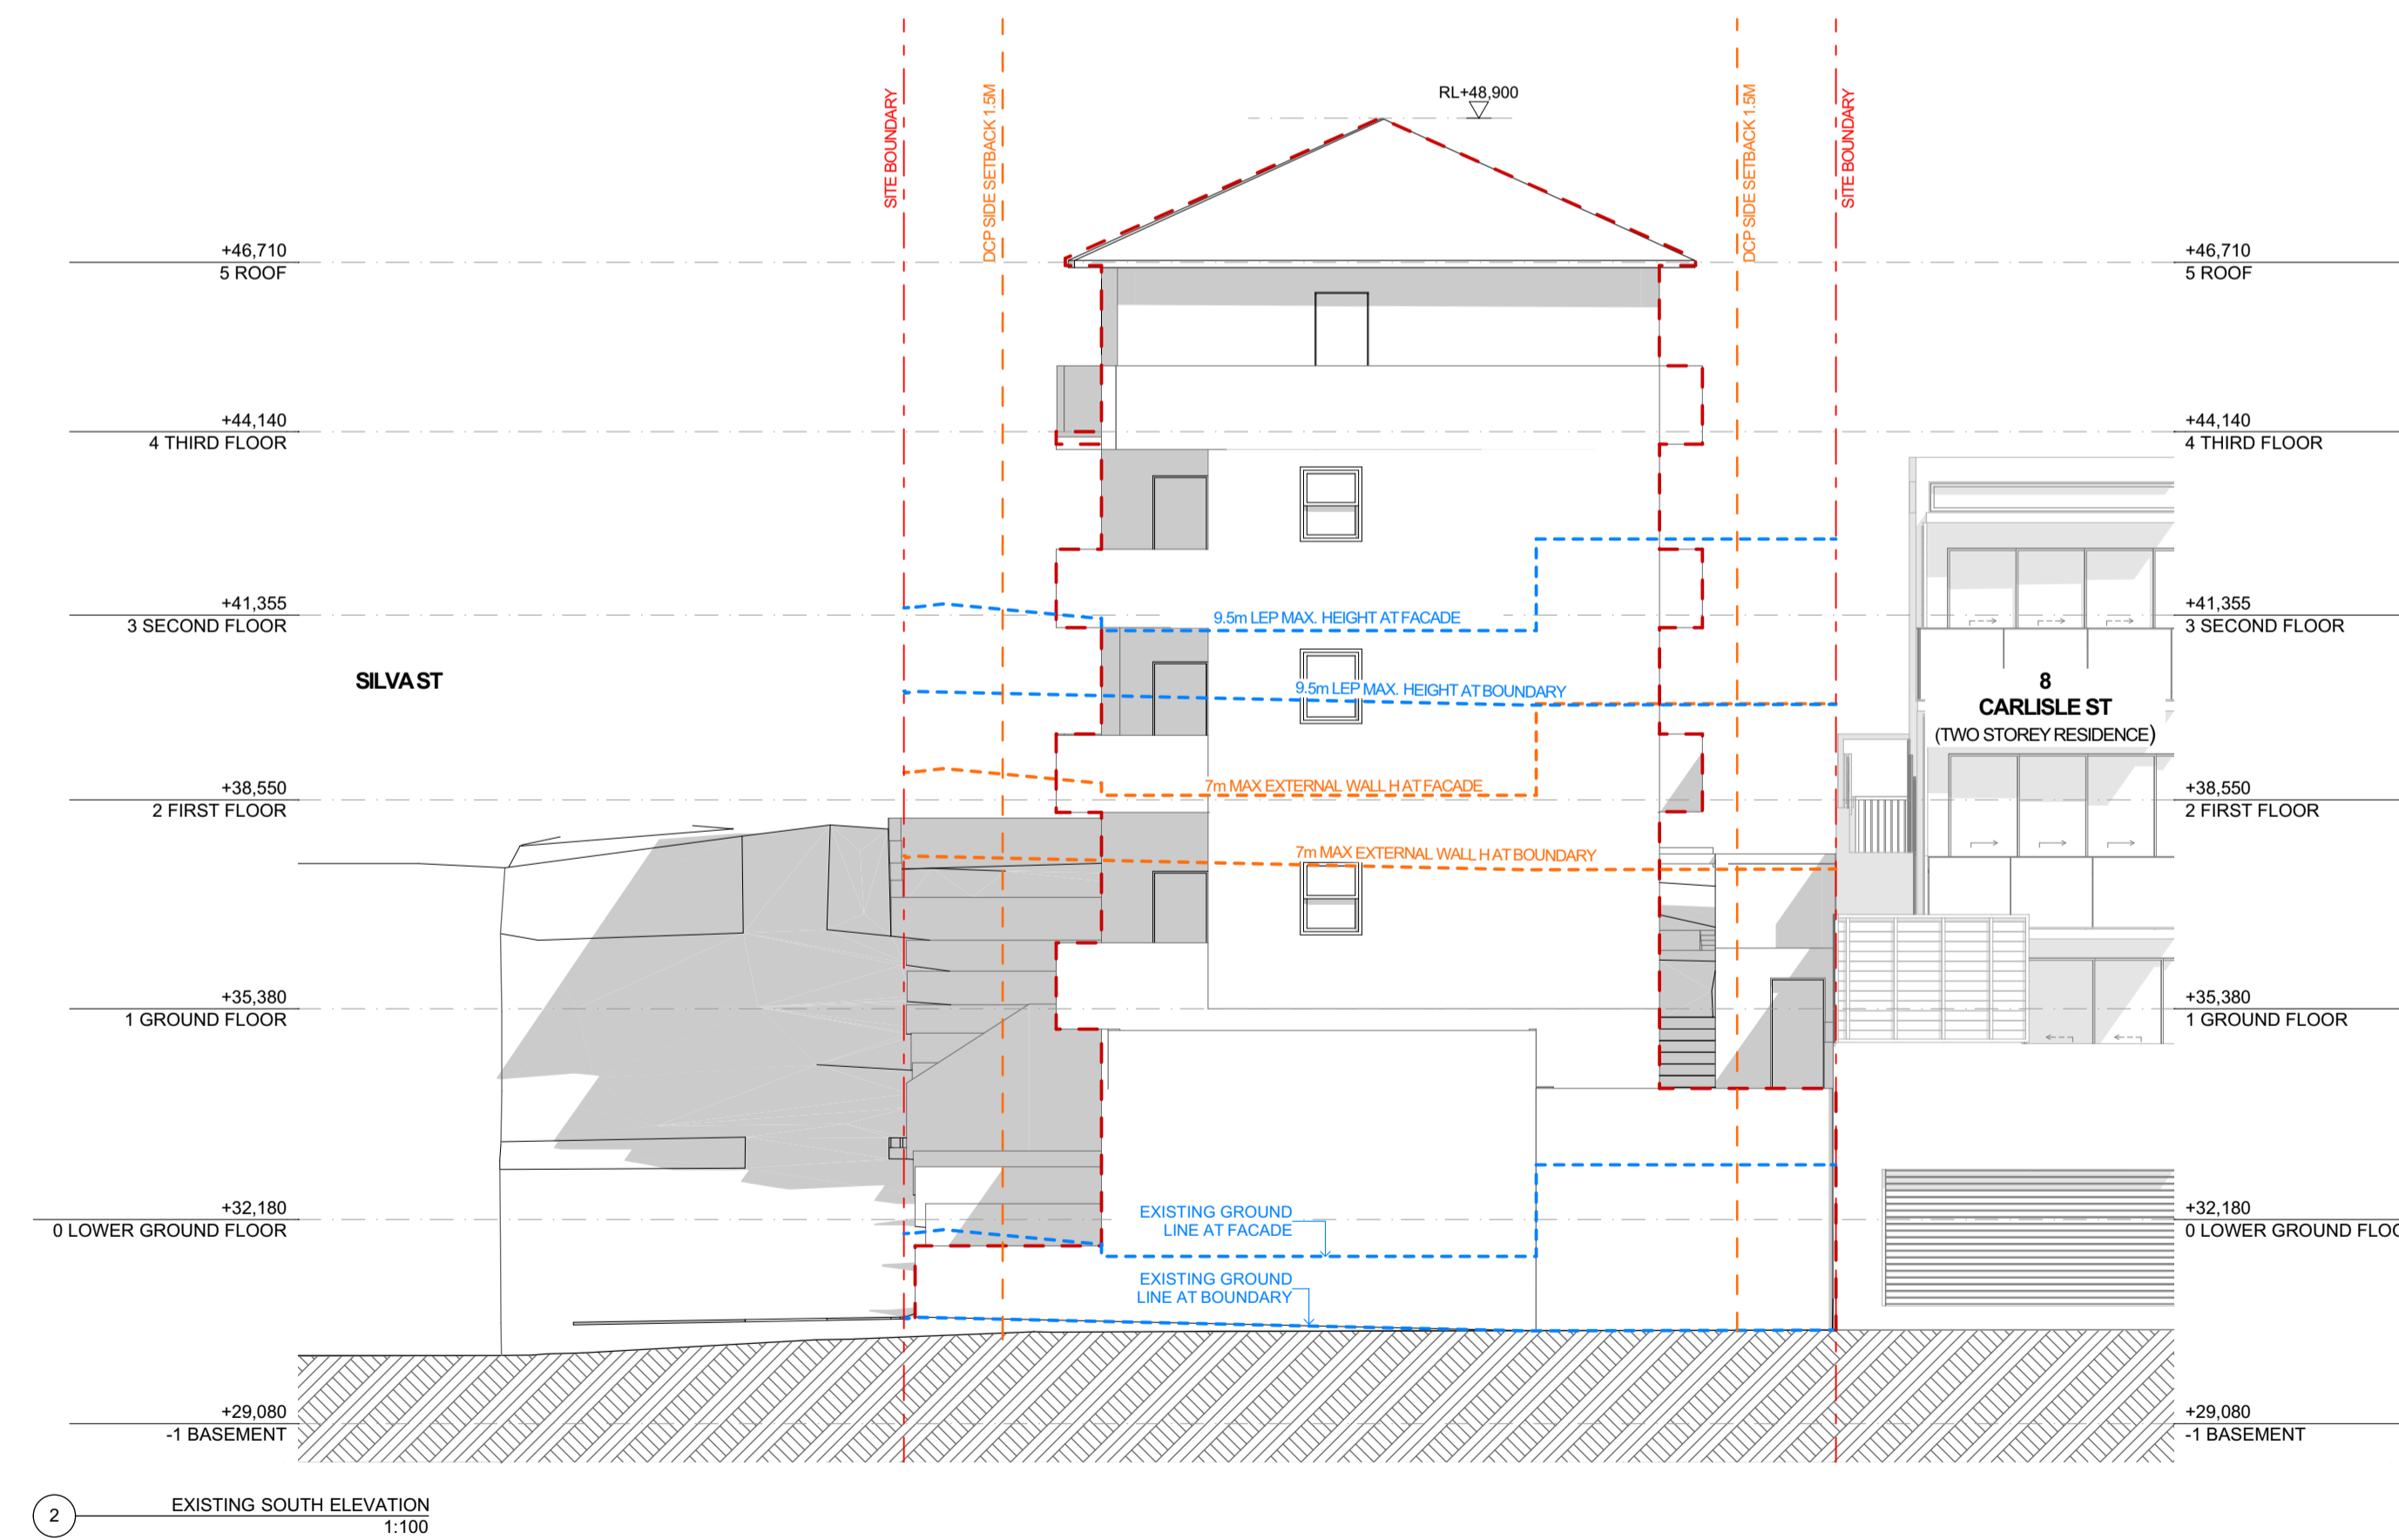 RL+48,900
SITE BOUNDARY
DCP SIDE SETBACK 1.5M
DCP SIDE SETBACK 1.5M
SITE BOUNDARY
+46,710
5 ROOF
+46,710
5 ROOF
+44,140
4 THIRD FLOOR
+44,140
4 THIRD FLOOR
+41,355
3 SECOND FLOOR
9.5m LEP MAX. HEIGHT AT FACADE
+41,355
3 SECOND FLOOR
SILVA ST
9.5m LEP MAX. HEIGHT AT BOUNDARY
8
CARLISLE ST
(TWO STOREY RESIDENCE)
+38,550
2 FIRST FLOOR
7m MAX EXTERNAL WALL H AT FACADE
+38,550
2 FIRST FLOOR
7m MAX EXTERNAL WALL H AT BOUNDARY
+35,380
1 GROUND FLOOR
+35,380
1 GROUND FLOOR
+32,180
0 LOWER GROUND FLOOR
EXISTING GROUND
LINE AT FACADE
+32,180
0 LOWER GROUND FLOO
EXISTING GROUND
LINE AT BOUNDARY
+29,080
-1 BASEMENT
+29,080
-1 BASEMENT
2
EXISTING SOUTH ELEVATION
1:100